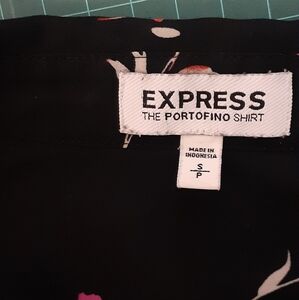 EXPRESS
THE PORTOFINO SHIRT
MADE IN
INDONESIA
S
P